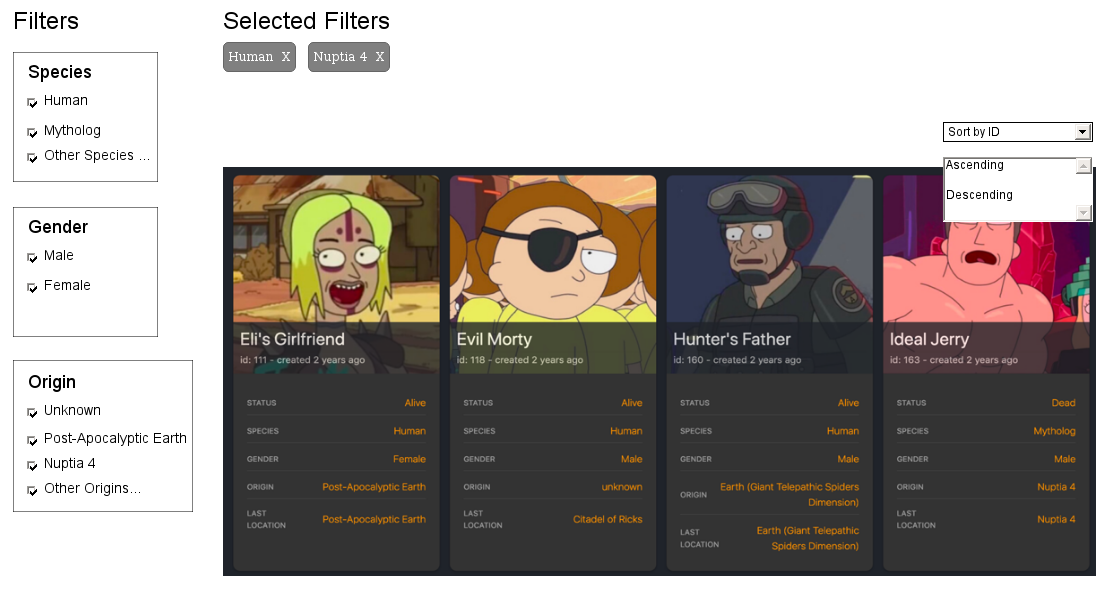 Filters
Species
Human
Mytholog
Other Species ...
Gender
Male
Female
Origin
Unknown
Post-Apocalyptic Earth
Nuptia 4
Other Origins...
Selected Filters
Human X
Nuptia 4 X
Sort by ID
Ascending
Descending
Eli's Girlfriend
id: 111 - created 2 years ago
STATUS Alive
SPECIES Human
GENDER Female
ORIGIN Post-Apocalyptic Earth
LAST
LOCATION Post-Apocalyptic Earth
Evil Morty
id: 118 - created 2 years ago
STATUS Alive
SPECIES Human
GENDER Male
ORIGIN unknown
LAST
LOCATION Citadel of Ricks
Hunter's Father
id: 160 - created 2 years ago
STATUS Alive
SPECIES Human
GENDER Male
ORIGIN Earth (Giant Telepathic Spiders
Dimension)
LAST
LOCATION Earth (Giant Telepathic
Spiders Dimension)
Ideal Jerry
id: 163 - created 2 years ago
STATUS Dead
SPECIES Mytholog
GENDER Male
ORIGIN Nuptia 4
LAST
LOCATION Nuptia 4